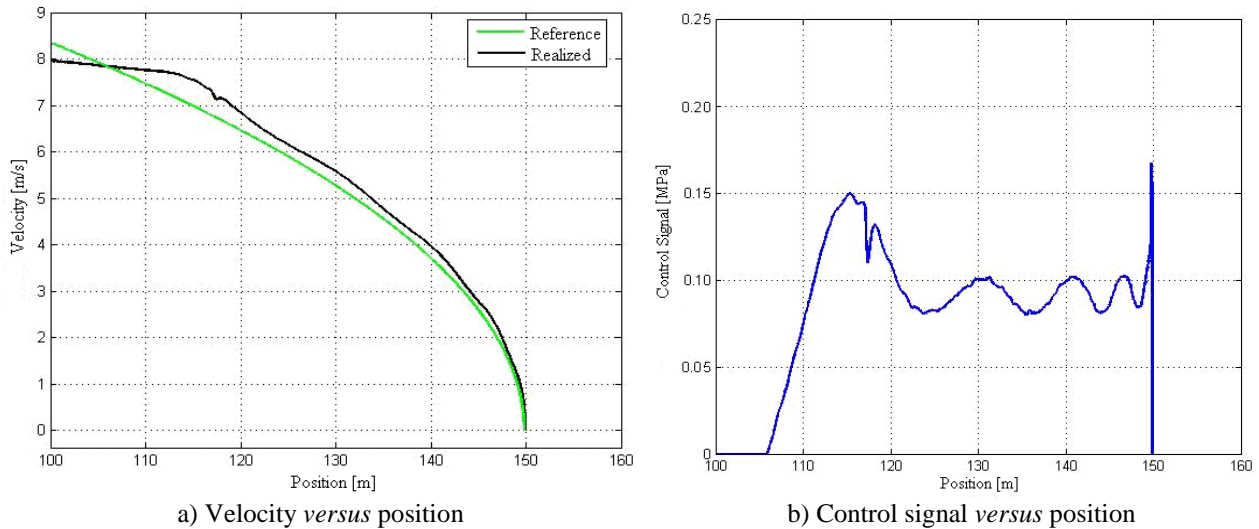 9
8
7
6
5
4
3
2
1
0
Velocity [m/s]
Reference
Realized
100 110 120 130 140 150 160
Position [m]
a) Velocity versus position
0.25
0.20
0.15
0.10
0.05
0
Control Signal [MPa]
100 110 120 130 140 150 160
Position [m]
b) Control signal versus position